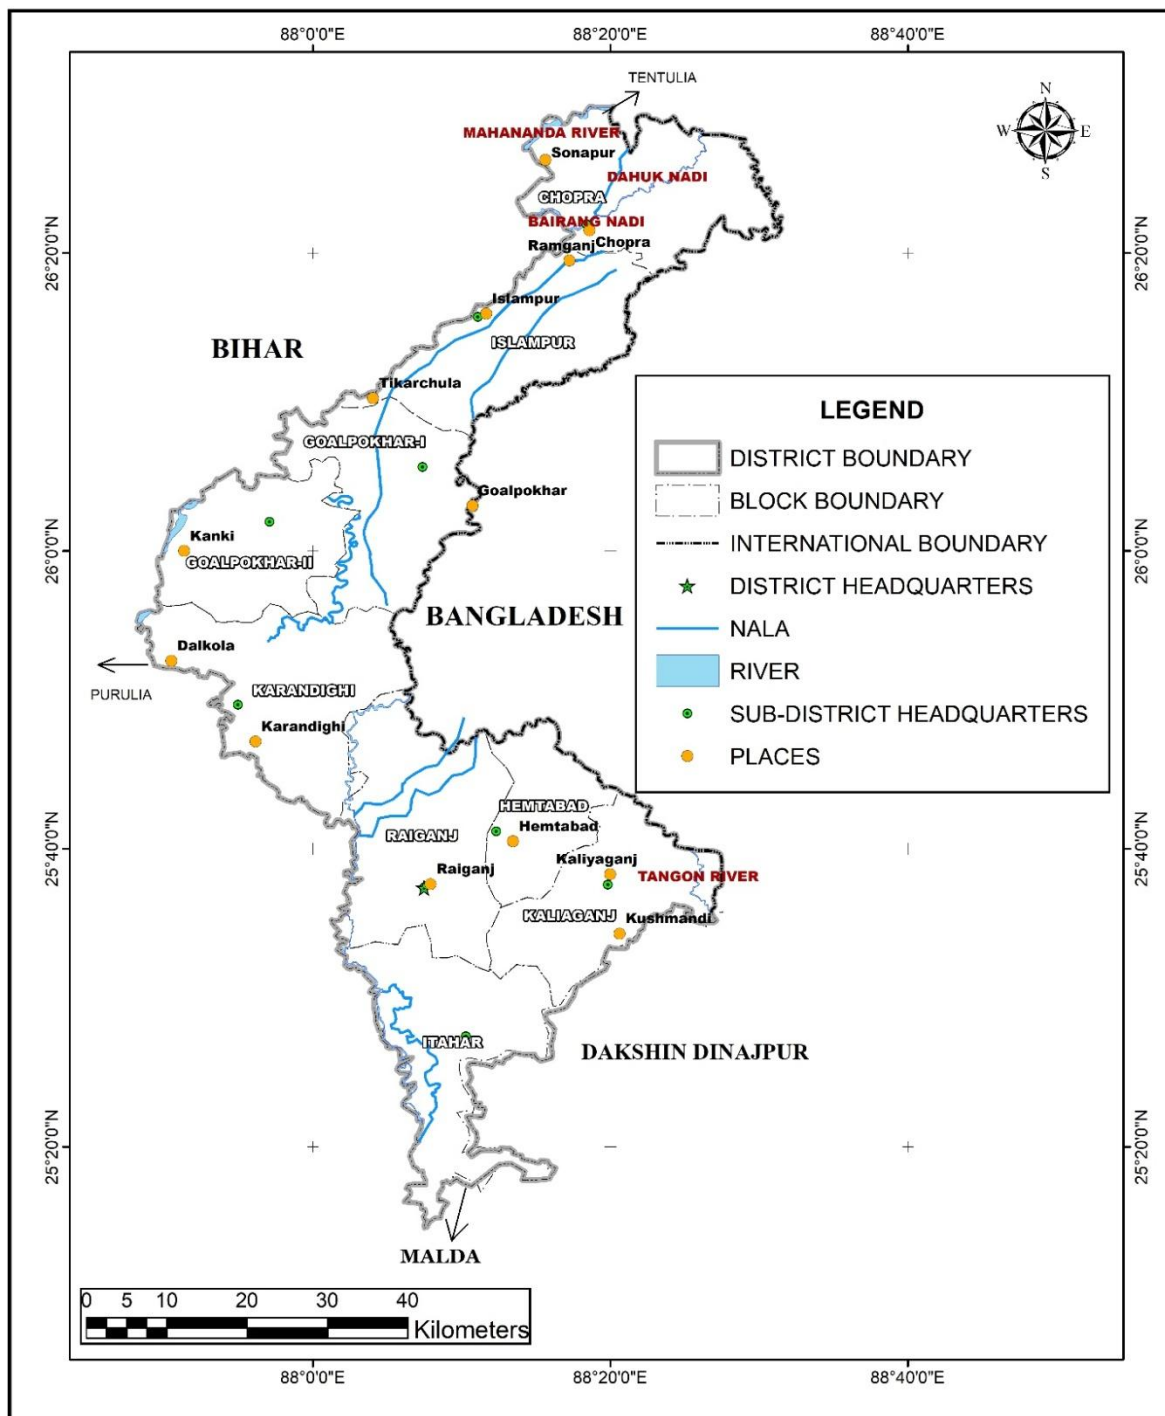 88°0'0"E
88°20'0"E
88°40'0"E
TENTULIA
N
W
E
S
MAHANANDA RIVER
Sonapur
DAHUK NADI
CHOPRA
BAIRANG NADI
Chopra
Ramganj
26°20'0"N
26°20'0"N
Islampur
ISLAMPUR
BIHAR
Tikarchula
GOALPOKHAR-I
Goalpokhar
Kanki
GOALPOKHAR-II
26°0'0"N
26°0'0"N
BANGLADESH
Dalkola
PURULIA
KARANDIGHI
Karandighi
LEGEND
DISTRICT BOUNDARY
BLOCK BOUNDARY
INTERNATIONAL BOUNDARY
DISTRICT HEADQUARTERS
NALA
RIVER
SUB-DISTRICT HEADQUARTERS
PLACES
HEMTABAD
Hemtabad
RAIGANJ
25°40'0"N
25°40'0"N
Raiganj
Kaliyaganj
TANGON RIVER
KALIAGANJ
Kushmandi
ITAHAR
DAKSHIN DINAJPUR
25°20'0"N
25°20'0"N
MALDA
0 5 10 20 30 40
Kilometers
88°0'0"E
88°20'0"E
88°40'0"E